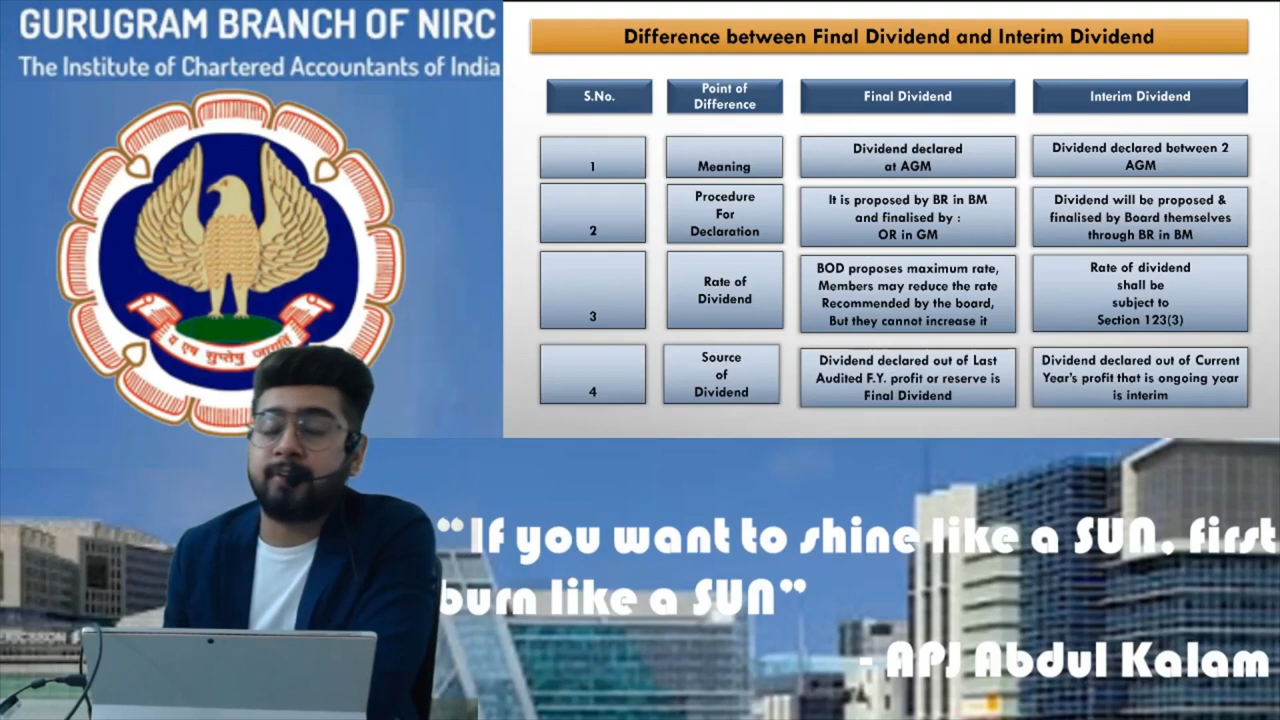 GURUGRAM BRANCH OF NIRC
The Institute of Chartered Accountants of India
य एष सुप्तेषु जागर्ति
Difference between Final Dividend and Interim Dividend
S.No.
Point of
Difference
Final Dividend
Interim Dividend
1
Meaning
Dividend declared
at AGM
Dividend declared between 2
AGM
2
Procedure
For
Declaration
It is proposed by BR in BM
and finalised by :
OR in GM
Dividend will be proposed &
finalised by Board themselves
through BR in BM
3
Rate of
Dividend
BOD proposes maximum rate,
Members may reduce the rate
Recommended by the board,
But they cannot increase it
Rate of dividend
shall be
subject to
Section 123(3)
4
Source
of
Dividend
Dividend declared out of Last
Audited F.Y. profit or reserve is
Final Dividend
Dividend declared out of Current
Year's profit that is ongoing year
is interim
"If you want to shine like a SUN, first
burn like a SUN"
- APJ Abdul Kalam
ERICSSON